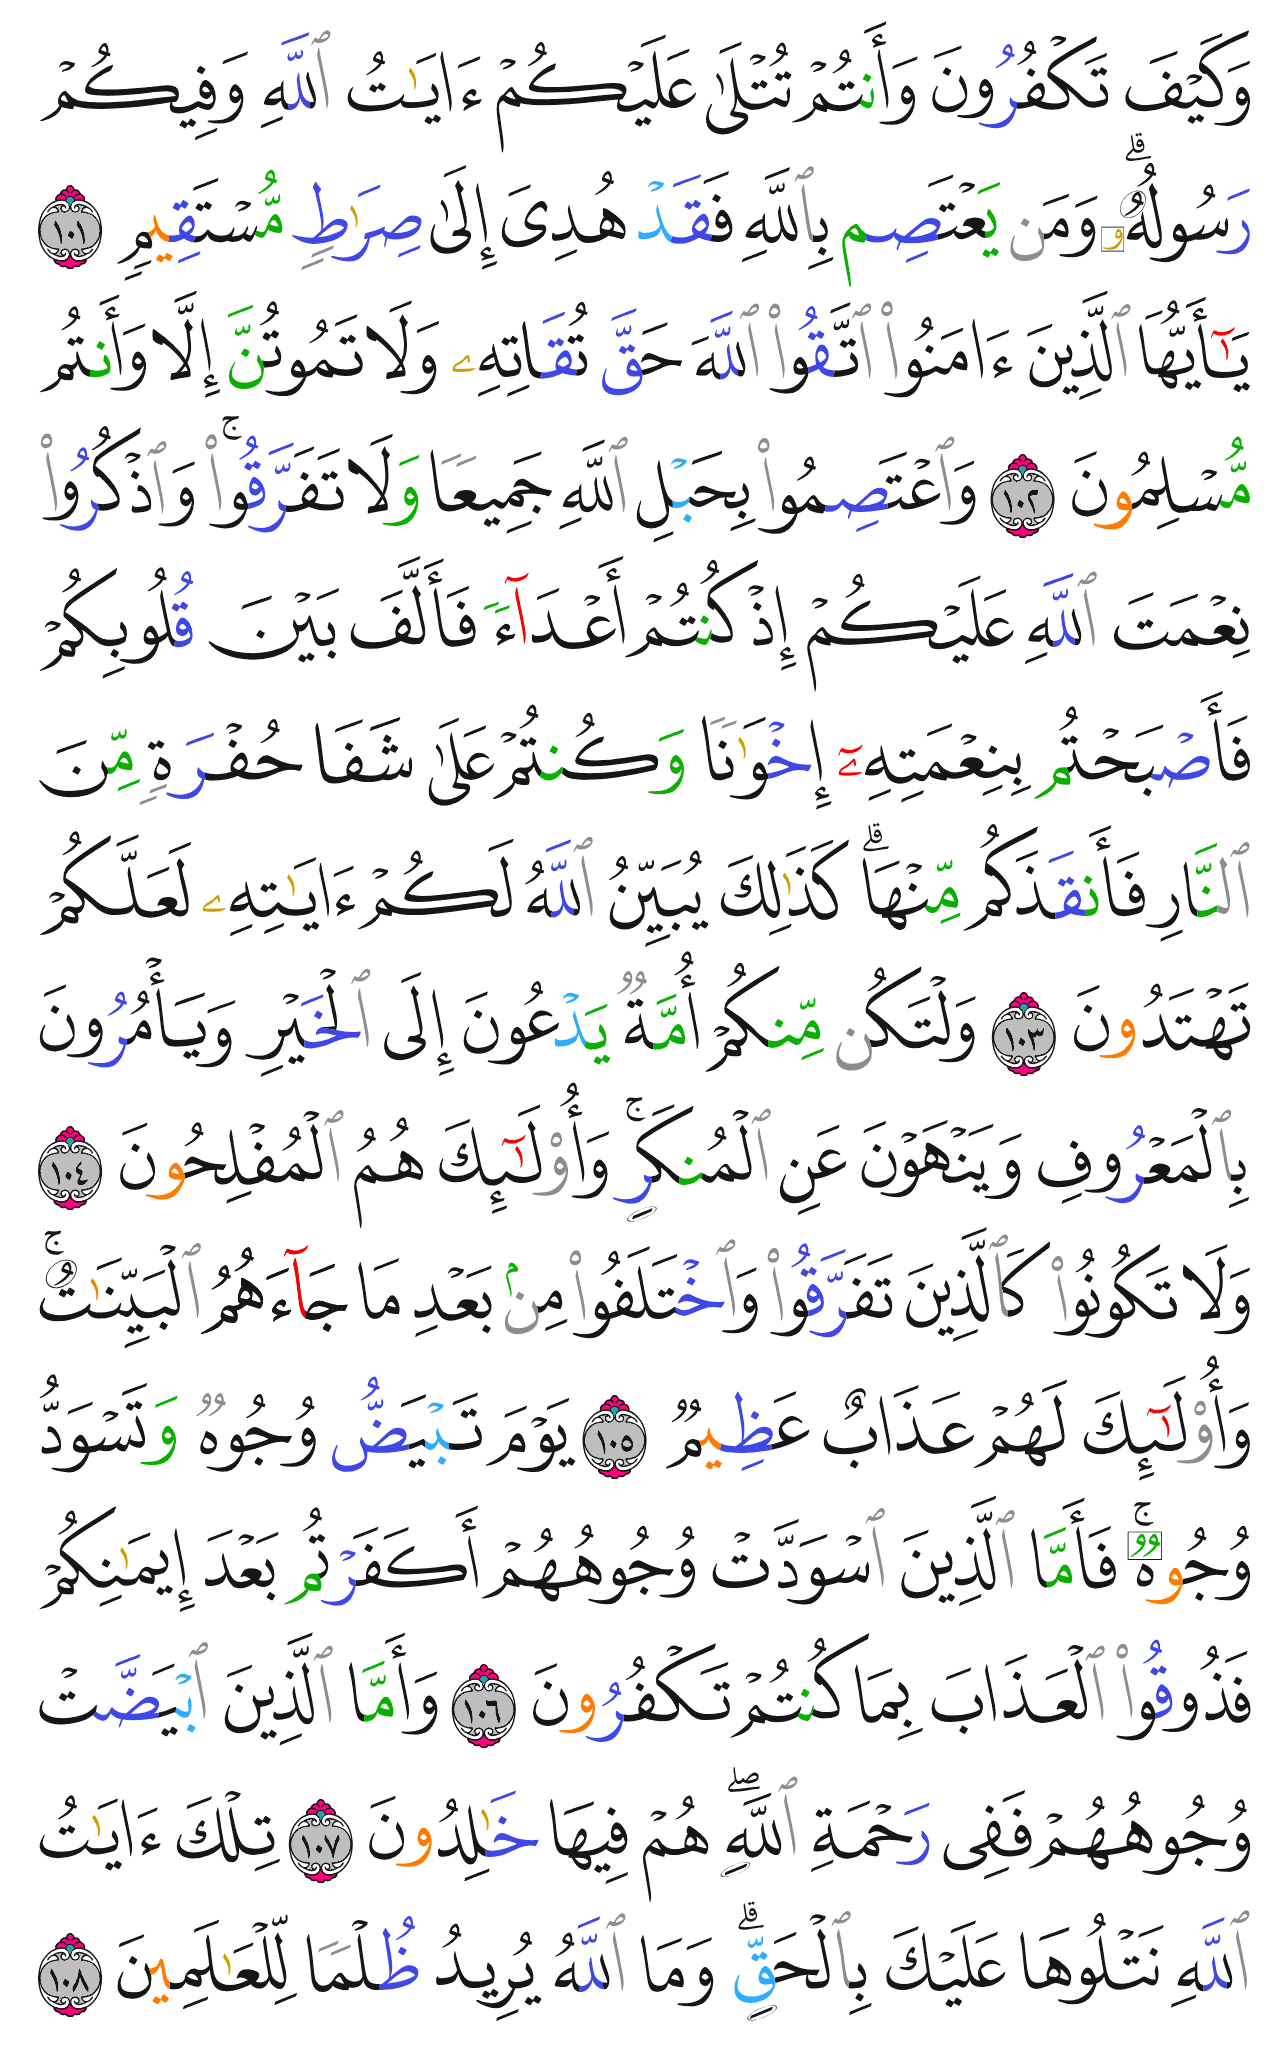 وَكَيۡفَ تَكۡفُرُونَ وَأَنتُمۡ تُتۡلَىٰ عَلَيۡكُمۡ ءَايَٰتُ ٱللَّهِ وَفِيكُمۡ
رَسُولُهُۥۗ وَمَن يَعۡتَصِم بِٱللَّهِ فَقَدۡ هُدِىَ إِلَىٰ صِرَٰطٖ مُّسۡتَقِيمٖ ١٠١
يَٰٓأَيُّهَا ٱلَّذِينَ ءَامَنُواْ ٱتَّقُواْ ٱللَّهَ حَقَّ تُقَاتِهِۦ وَلَا تَمُوتُنَّ إِلَّا وَأَنتُم
مُّسۡلِمُونَ ١٠٢ وَٱعۡتَصِمُواْ بِحَبۡلِ ٱللَّهِ جَمِيعٗا وَلَا تَفَرَّقُواْۚ وَٱذۡكُرُواْ
نِعۡمَتَ ٱللَّهِ عَلَيۡكُمۡ إِذۡ كُنتُمۡ أَعۡدَآءٗ فَأَلَّفَ بَيۡنَ قُلُوبِكُمۡ
فَأَصۡبَحۡتُم بِنِعۡمَتِهِۦٓ إِخۡوَٰنٗا وَكُنتُمۡ عَلَىٰ شَفَا حُفۡرَةٖ مِّنَ
ٱلنَّارِ فَأَنقَذَكُم مِّنۡهَاۗ كَذَٰلِكَ يُبَيِّنُ ٱللَّهُ لَكُمۡ ءَايَٰتِهِۦ لَعَلَّكُمۡ
تَهۡتَدُونَ ١٠٣ وَلۡتَكُن مِّنكُمۡ أُمَّةٞ يَدۡعُونَ إِلَى ٱلۡخَيۡرِ وَيَأۡمُرُونَ
بِٱلۡمَعۡرُوفِ وَيَنۡهَوۡنَ عَنِ ٱلۡمُنكَرِۚ وَأُوْلَٰٓئِكَ هُمُ ٱلۡمُفۡلِحُونَ ١٠٤
وَلَا تَكُونُواْ كَٱلَّذِينَ تَفَرَّقُواْ وَٱخۡتَلَفُواْ مِنۢ بَعۡدِ مَا جَآءَهُمُ ٱلۡبَيِّنَٰتُۚ
وَأُوْلَٰٓئِكَ لَهُمۡ عَذَابٌ عَظِيمٞ ١٠٥ يَوۡمَ تَبۡيَضُّ وُجُوهٞ وَتَسۡوَدُّ
وُجُوهٞۚ فَأَمَّا ٱلَّذِينَ ٱسۡوَدَّتۡ وُجُوهُهُمۡ أَكَفَرۡتُم بَعۡدَ إِيمَٰنِكُمۡ
فَذُوقُواْ ٱلۡعَذَابَ بِمَا كُنتُمۡ تَكۡفُرُونَ ١٠٦ وَأَمَّا ٱلَّذِينَ ٱبۡيَضَّتۡ
وُجُوهُهُمۡ فَفِى رَحۡمَةِ ٱللَّهِۖ هُمۡ فِيهَا خَٰلِدُونَ ١٠٧ تِلۡكَ ءَايَٰتُ
ٱللَّهِ نَتۡلُوهَا عَلَيۡكَ بِٱلۡحَقِّۗ وَمَا ٱللَّهُ يُرِيدُ ظُلۡمٗا لِّلۡعَٰلَمِينَ ١٠٨